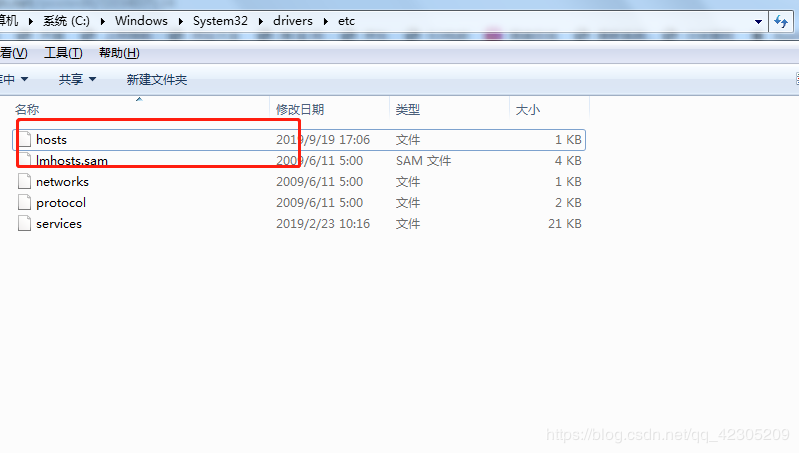 算机 ▸ 系统 (C:) ▸ Windows ▸ System32 ▸ drivers ▸ etc
看(V) 工具(T) 帮助(H)
库中 共享 新建文件夹
名称 修改日期 类型 大小
hosts 2019/9/19 17:06 文件 1 KB
lmhosts.sam 2009/6/11 5:00 SAM 文件 4 KB
networks 2009/6/11 5:00 文件 1 KB
protocol 2009/6/11 5:00 文件 2 KB
services 2019/2/23 10:16 文件 21 KB
https://blog.csdn.net/qq_42305209